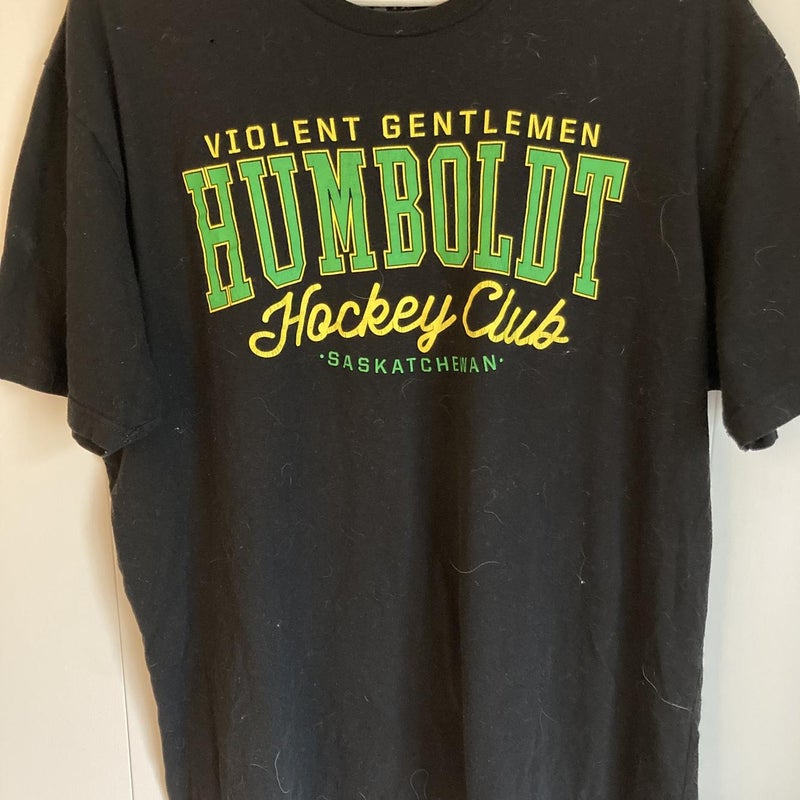 VIOLENT GENTLEMEN
HUMBOLDT
Hockey Club
·SASKATCHEWAN·